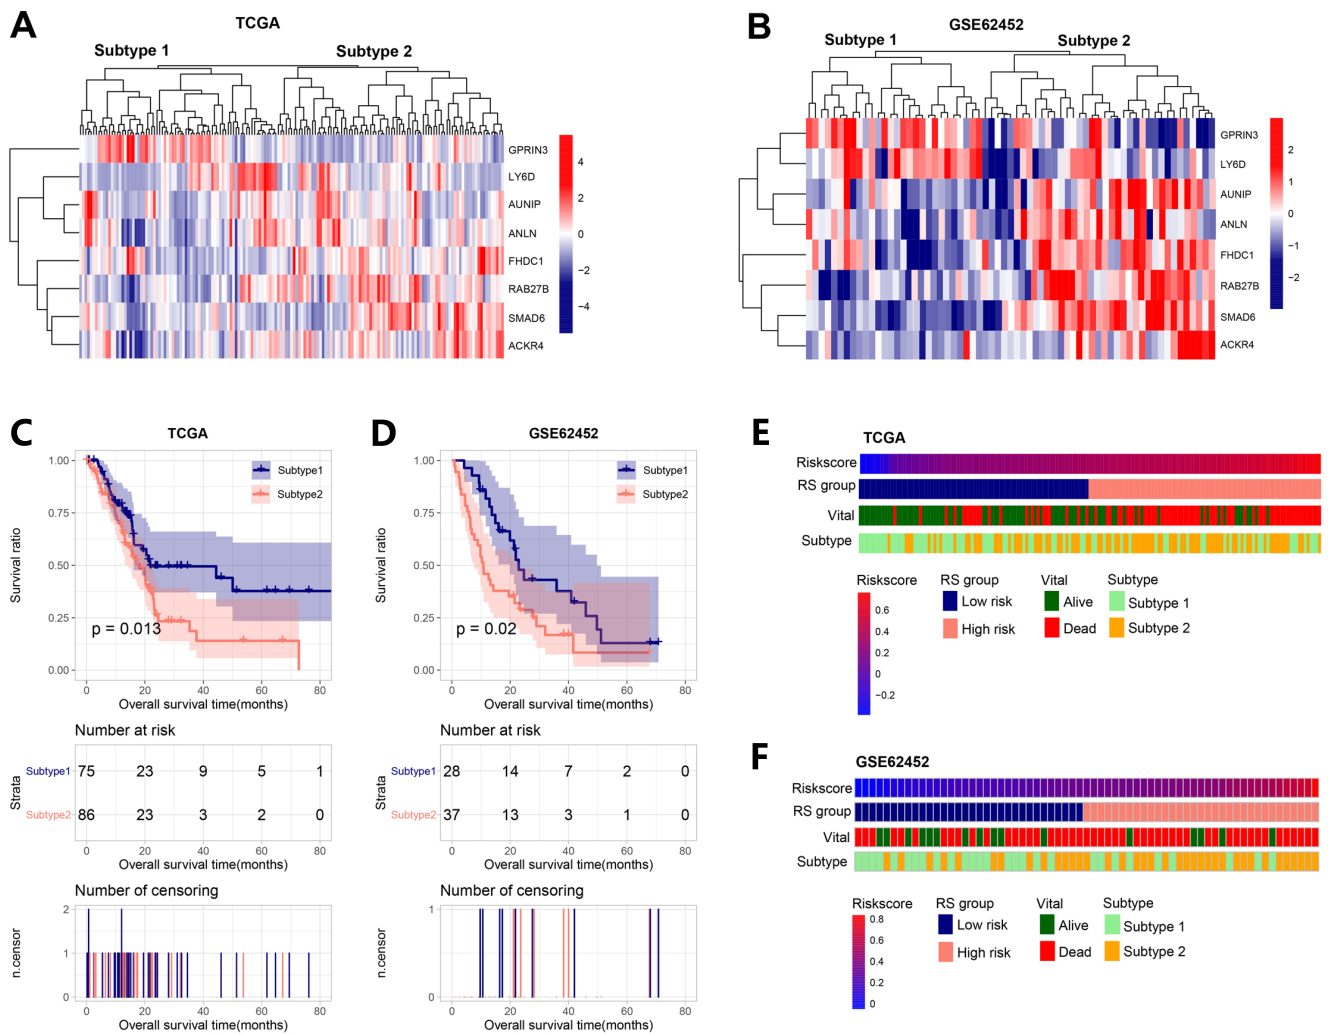 A
TCGA
Subtype 1
Subtype 2
GPRIN3
LY6D
AUNIP
ANLN
FHDC1
RAB27B
SMAD6
ACKR4
4
2
0
−2
−4
B
GSE62452
Subtype 1
Subtype 2
GPRIN3
LY6D
AUNIP
ANLN
FHDC1
RAB27B
SMAD6
ACKR4
2
1
0
−1
−2
C
TCGA
Survival ratio
1.00
0.75
0.50
0.25
0.00
Subtype1
Subtype2
p = 0.013
0 20 40 60 80
Overall survival time(months)
Number at risk
Strata
Subtype1 75 23 9 5 1
Subtype2 86 23 3 2 0
0 20 40 60 80
Overall survival time(months)
Number of censoring
n.censor
2
1
0
0 20 40 60 80
Overall survival time(months)
D
GSE62452
Survival ratio
1.00
0.75
0.50
0.25
0.00
Subtype1
Subtype2
p = 0.02
0 20 40 60 80
Overall survival time(months)
Number at risk
Strata
Subtype1 28 14 7 2 0
Subtype2 37 13 3 1 0
0 20 40 60 80
Overall survival time(months)
Number of censoring
n.censor
1
0
0 20 40 60 80
Overall survival time(months)
E
TCGA
Riskscore
RS group
Vital
Subtype
Riskscore
0.6
0.4
0.2
0
−0.2
RS group
Low risk
High risk
Vital
Alive
Dead
Subtype
Subtype 1
Subtype 2
F
GSE62452
Riskscore
RS group
Vital
Subtype
Riskscore
0.8
0.6
0.4
0.2
0
RS group
Low risk
High risk
Vital
Alive
Dead
Subtype
Subtype 1
Subtype 2